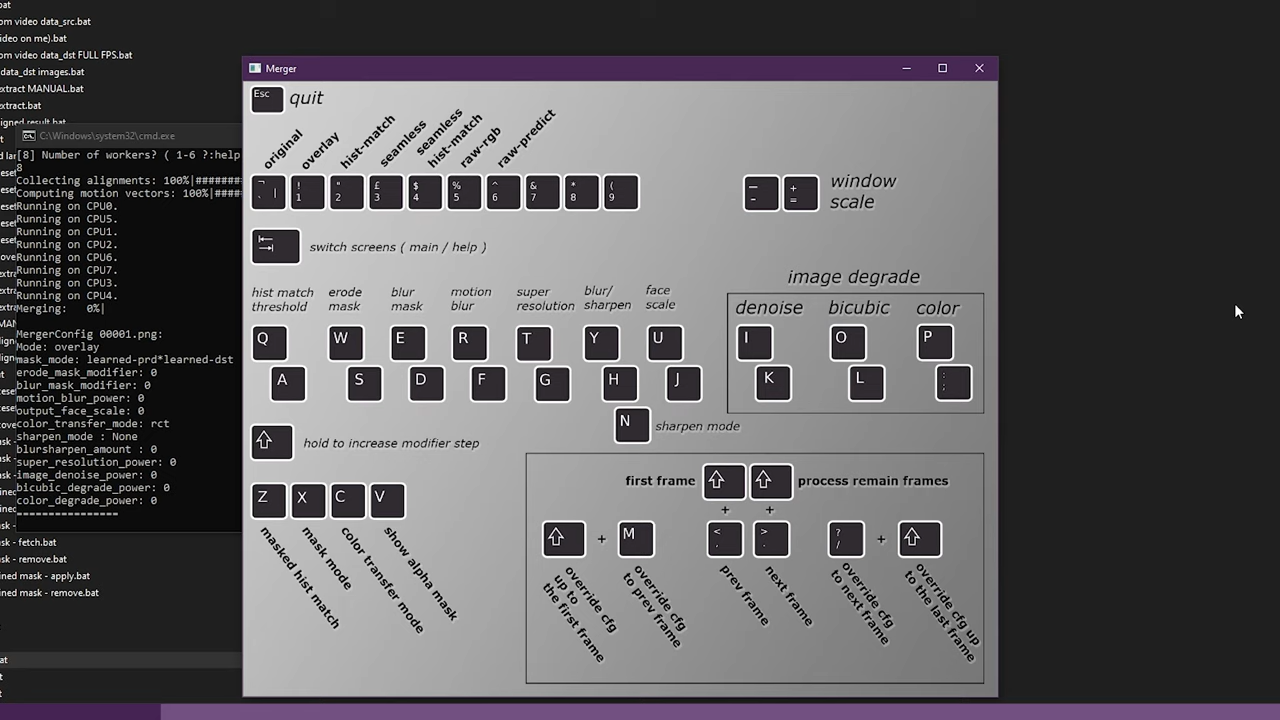 bat
om video data_src.bat
ideo on me).bat
om video data_dst FULL FPS.bat
data_dst images.bat
extract MANUAL.bat
extract.bat
igned result.bat
C:\Windows\system32\cmd.exe
[8] Number of workers? ( 1-6 ?:help
8
Collecting alignments: 100%|########
Computing motion vectors: 100%|#####
Running on CPU0.
Running on CPU5.
Running on CPU1.
Running on CPU2.
Running on CPU6.
Running on CPU7.
Running on CPU3.
Running on CPU4.
Merging:   0%|
MergerConfig 00001.png:
Mode: overlay
mask_mode: learned-prd*learned-dst
erode_mask_modifier: 0
blur_mask_modifier: 0
motion_blur_power: 0
output_face_scale: 0
color_transfer_mode: rct
sharpen_mode : None
blursharpen_amount : 0
super_resolution_power: 0
image_denoise_power: 0
bicubic_degrade_power: 0
color_degrade_power: 0
================
sk - fetch.bat
sk - remove.bat
ined mask - apply.bat
ined mask - remove.bat
at
Merger
Esc quit
original overlay hist-match seamless seamless hist-match raw-rgb raw-predict
¬ ` | ! 1 " 2 £ 3 $ 4 % 5 ^ 6 & 7 * 8 ( 9
_ - + =
window
scale
switch screens ( main / help )
hist match
threshold
erode
mask
blur
mask
motion
blur
super
resolution
blur/
sharpen
face
scale
image degrade
denoise bicubic color
Q W E R T Y U I O P
A S D F G H J K L : ;
N sharpen mode
hold to increase modifier step
first frame process remain frames
+ +
Z X C V
masked hist match
mask mode
color transfer mode
show alpha mask
+ M < , > . ? / +
override cfg
up to
the first frame
override cfg
to prev frame
prev frame
next frame
override cfg
to next frame
override cfg up
to the last frame